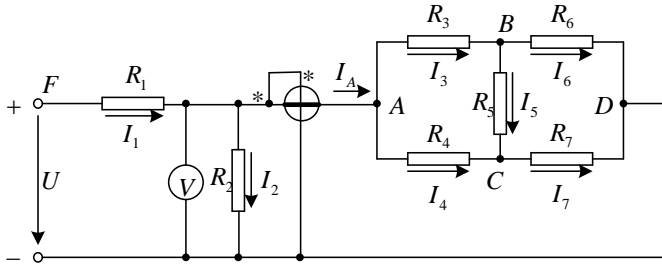 R3 B R6
F R1 * IA I3 I6
+ * A R5 I5 D
I1 R4 R7
U V R2 I2 C
I4 I7
−